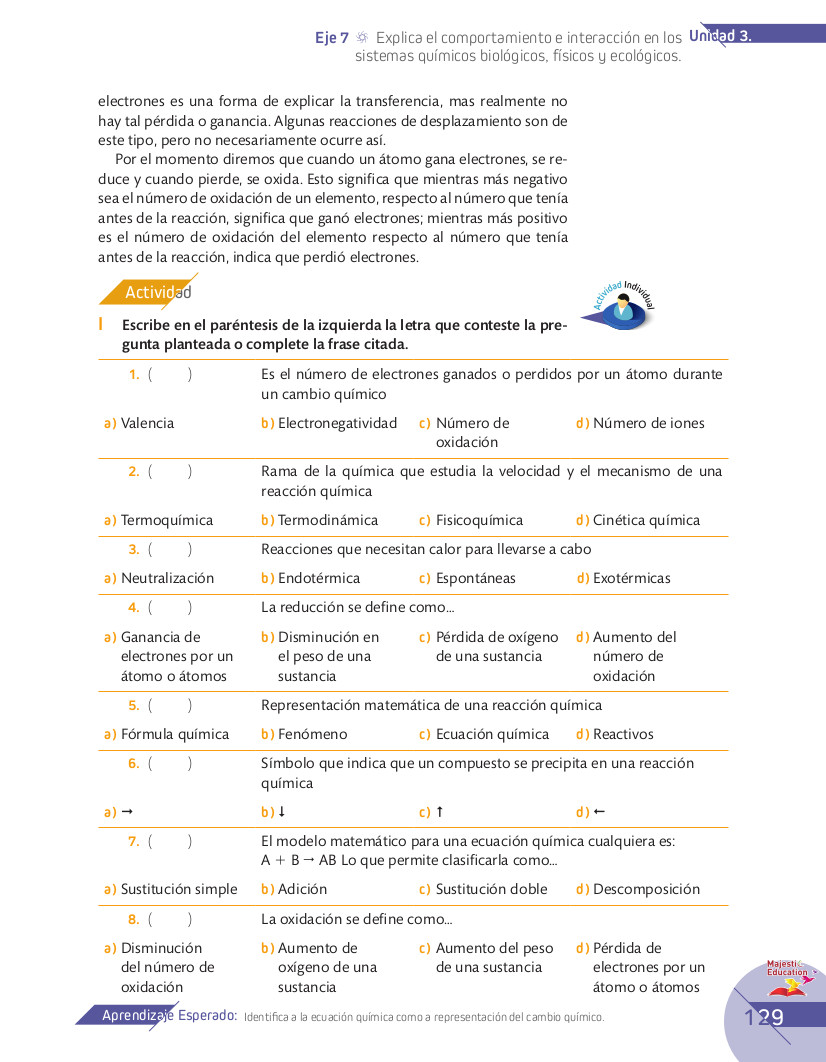 Eje 7 Explica el comportamiento e interacción en los
sistemas químicos biológicos, físicos y ecológicos.
Unidad 3.
electrones es una forma de explicar la transferencia, mas realmente no
hay tal pérdida o ganancia. Algunas reacciones de desplazamiento son de
este tipo, pero no necesariamente ocurre así.
Por el momento diremos que cuando un átomo gana electrones, se re-
duce y cuando pierde, se oxida. Esto significa que mientras más negativo
sea el número de oxidación de un elemento, respecto al número que tenía
antes de la reacción, significa que ganó electrones; mientras más positivo
es el número de oxidación del elemento respecto al número que tenía
antes de la reacción, indica que perdió electrones.
Actividad
Actividad Individual
I Escribe en el paréntesis de la izquierda la letra que conteste la pre-
gunta planteada o complete la frase citada.
1. ( ) Es el número de electrones ganados o perdidos por un átomo durante
un cambio químico
a) Valencia b) Electronegatividad c) Número de d) Número de iones
oxidación
2. ( ) Rama de la química que estudia la velocidad y el mecanismo de una
reacción química
a) Termoquímica b) Termodinámica c) Fisicoquímica d) Cinética química
3. ( ) Reacciones que necesitan calor para llevarse a cabo
a) Neutralización b) Endotérmica c) Espontáneas d) Exotérmicas
4. ( ) La reducción se define como...
a) Ganancia de b) Disminución en c) Pérdida de oxígeno d) Aumento del
electrones por un el peso de una de una sustancia número de
átomo o átomos sustancia oxidación
5. ( ) Representación matemática de una reacción química
a) Fórmula química b) Fenómeno c) Ecuación química d) Reactivos
6. ( ) Símbolo que indica que un compuesto se precipita en una reacción
química
a) → b) ↓ c) ↑ d) ←
7. ( ) El modelo matemático para una ecuación química cualquiera es:
A + B → AB Lo que permite clasificarla como...
a) Sustitución simple b) Adición c) Sustitución doble d) Descomposición
8. ( ) La oxidación se define como...
a) Disminución b) Aumento de c) Aumento del peso d) Pérdida de
del número de oxígeno de una de una sustancia electrones por un
oxidación sustancia átomo o átomos
Majestic
Education
Aprendizaje Esperado: Identifica a la ecuación química como a representación del cambio químico.
129